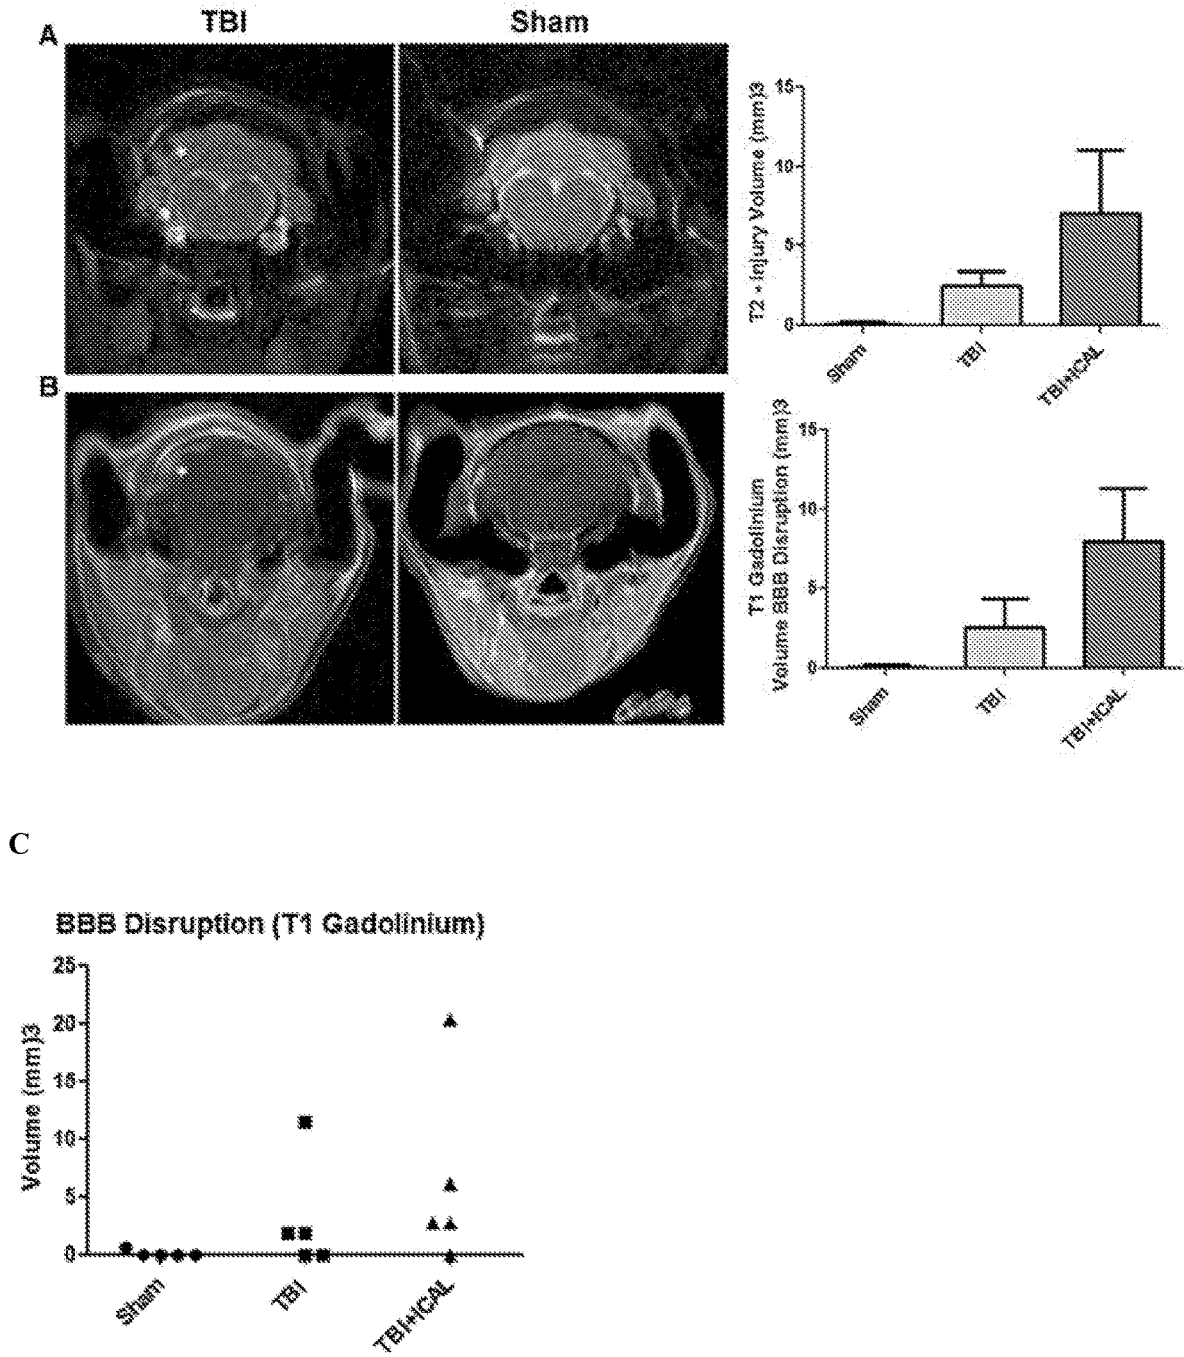 TBI Sham
A
15
10
5
0
T2 - Injury Volume (mm)3
Sham
TBI
TBI+ICAL
B
15
10
5
0
T1 Gadolinium
Volume BBB Disruption (mm)3
Sham
TBI
TBI+ICAL
C
BBB Disruption (T1 Gadolinium)
25
20
15
10
5
0
Volume (mm)3
Sham
TBI
TBI+ICAL